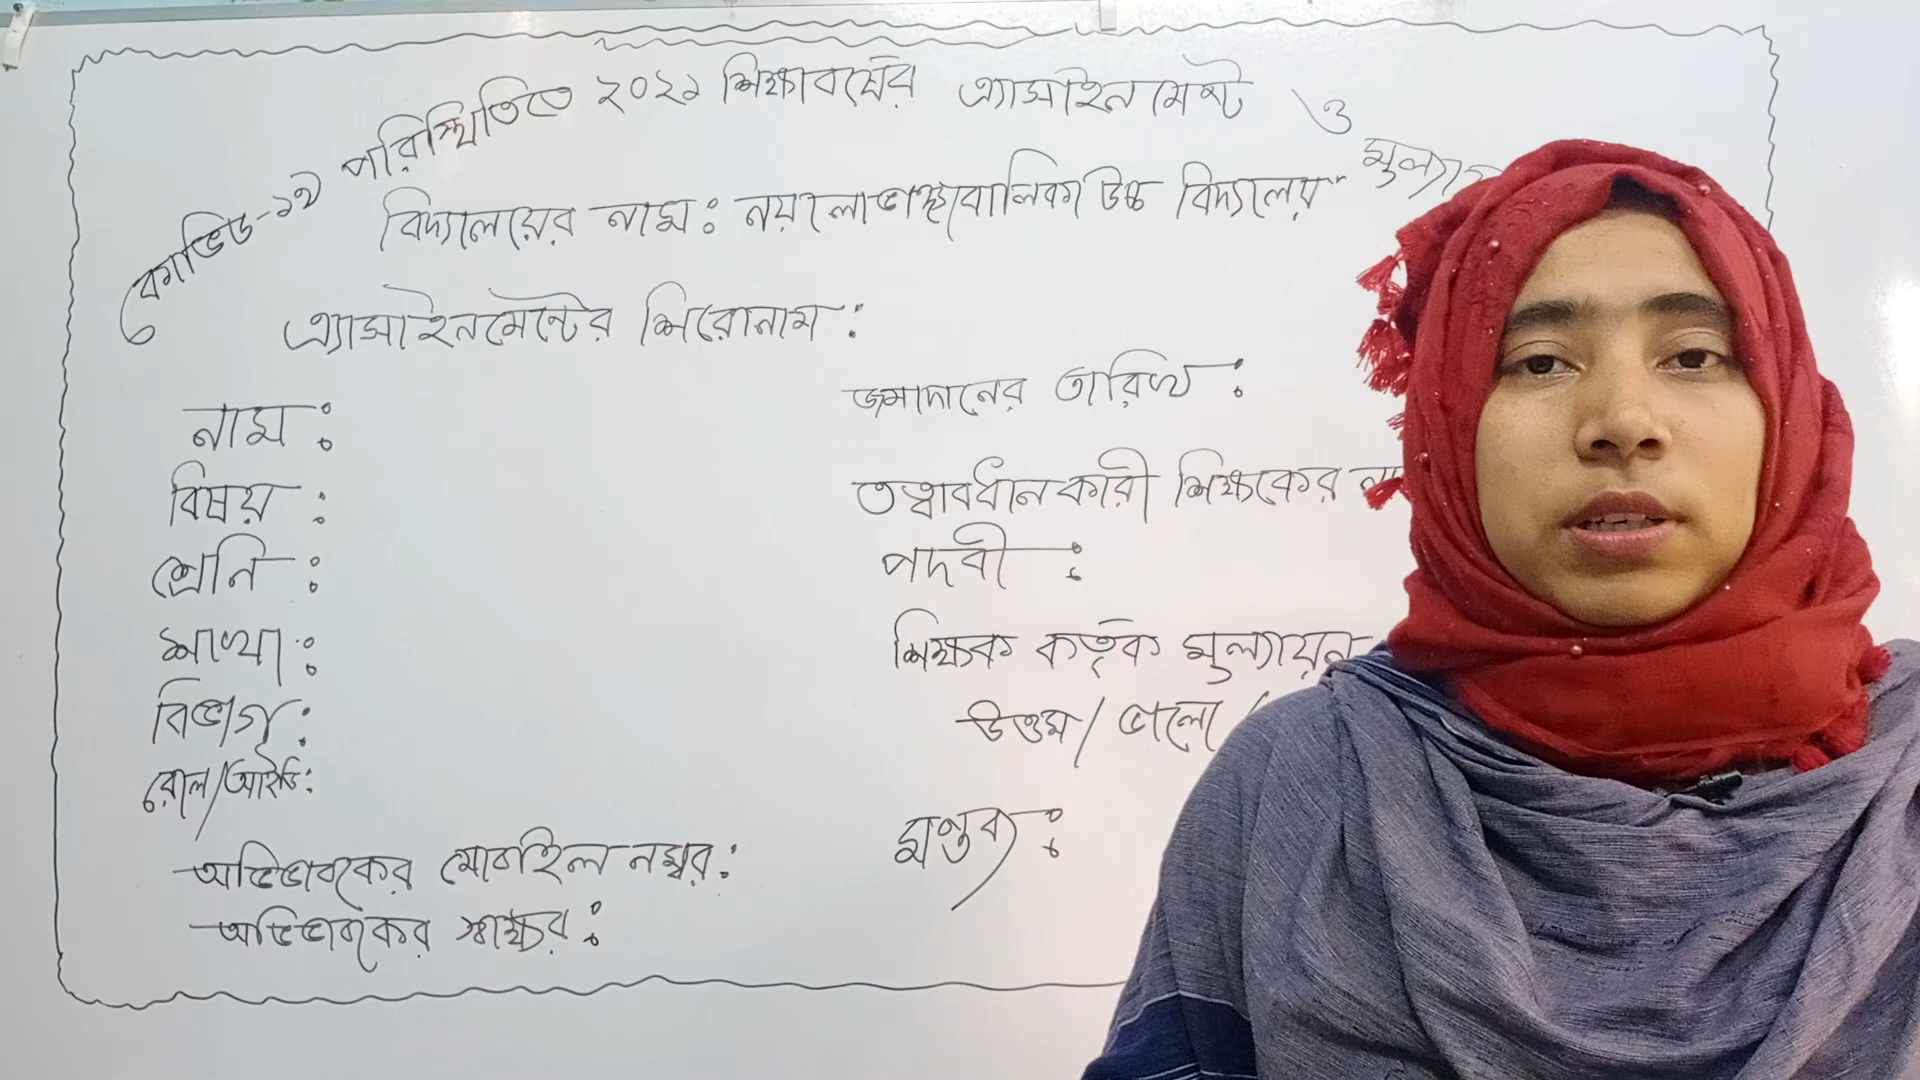 কোভিড-১৯ পরিস্থিতিতে ২০২১ শিক্ষাবর্ষের এ্যাসাইনমেন্ট ও
বিদ্যালয়ের নাম: বালিকা উচ্চ বিদ্যালয়"
এ্যাসাইনমেন্টের শিরোনাম:
নাম:
বিষয়:
শ্রেনি:
শাখা:
বিভাগ:
রোল/আইডি:
অভিভাবকের মোবাইল নম্বর:
অভিভাবকের স্বাক্ষর:
জমাদানের তারিখ:
তত্ত্বাবধানকারী শিক্ষকের
পদবী:
শিক্ষক কর্তৃক মুল্যায়ন
উত্তম/ ভালো/
মন্তব্য: